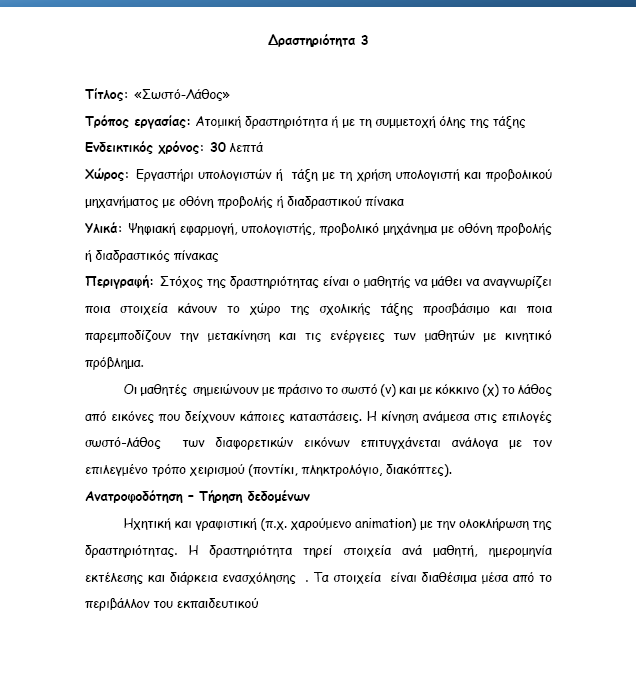 Δραστηριότητα 3
Τίτλος: «Σωστό-Λάθος»
Τρόπος εργασίας: Ατομική δραστηριότητα ή με τη συμμετοχή όλης της τάξης
Ενδεικτικός χρόνος: 30 λεπτά
Χώρος: Εργαστήρι υπολογιστών ή τάξη με τη χρήση υπολογιστή και προβολικού
μηχανήματος με οθόνη προβολής ή διαδραστικού πίνακα
Υλικά: Ψηφιακή εφαρμογή, υπολογιστής, προβολικό μηχάνημα με οθόνη προβολής
ή διαδραστικός πίνακας
Περιγραφή: Στόχος της δραστηριότητας είναι ο μαθητής να μάθει να αναγνωρίζει
ποια στοιχεία κάνουν το χώρο της σχολικής τάξης προσβάσιμο και ποια
παρεμποδίζουν την μετακίνηση και τις ενέργειες των μαθητών με κινητικό
πρόβλημα.
Οι μαθητές σημειώνουν με πράσινο το σωστό (ν) και με κόκκινο (χ) το λάθος
από εικόνες που δείχνουν κάποιες καταστάσεις. Η κίνηση ανάμεσα στις επιλογές
σωστό-λάθος των διαφορετικών εικόνων επιτυγχάνεται ανάλογα με τον
επιλεγμένο τρόπο χειρισμού (ποντίκι, πληκτρολόγιο, διακόπτες).
Ανατροφοδότηση – Τήρηση δεδομένων
Ηχητική και γραφιστική (π.χ. χαρούμενο animation) με την ολοκλήρωση της
δραστηριότητας. Η δραστηριότητα τηρεί στοιχεία ανά μαθητή, ημερομηνία
εκτέλεσης και διάρκεια ενασχόλησης . Τα στοιχεία είναι διαθέσιμα μέσα από το
περιβάλλον του εκπαιδευτικού